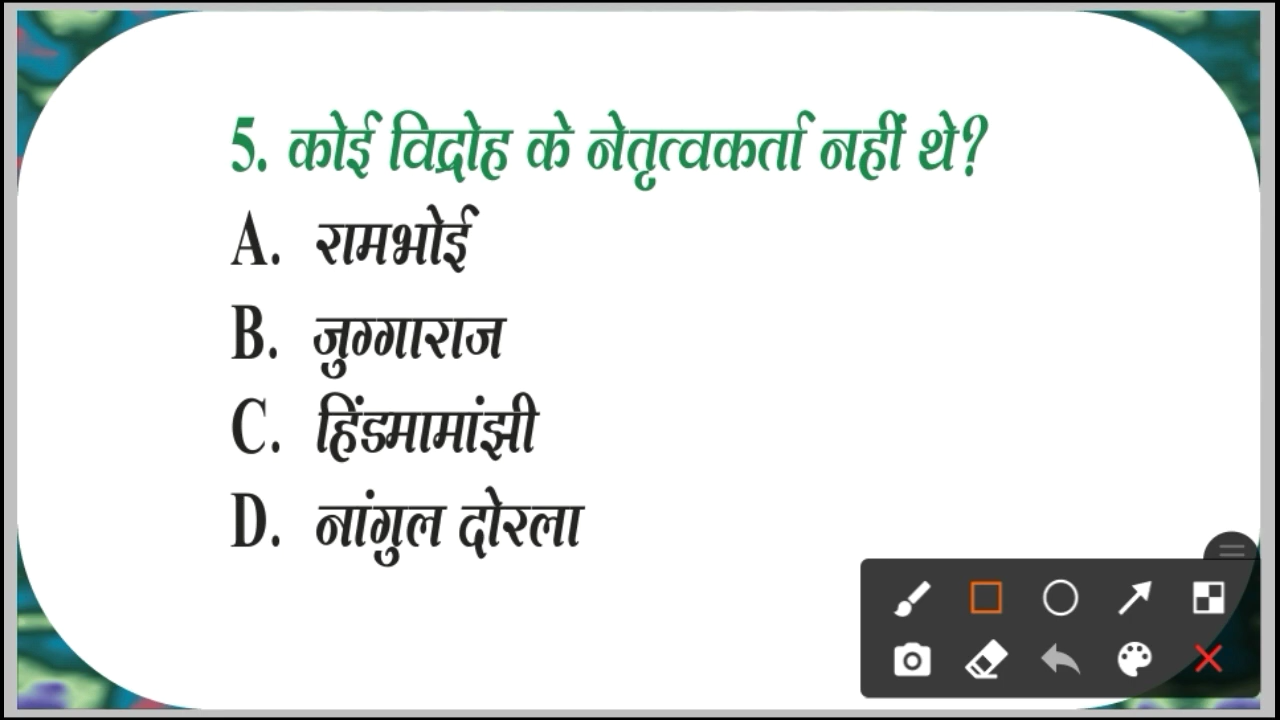 5. कोई विद्रोह के नेतृत्वकर्ता नहीं थे?
A. रामभोई
B. जुग्गाराज
C. हिंडमामांझी
D. नांगुल दोरला